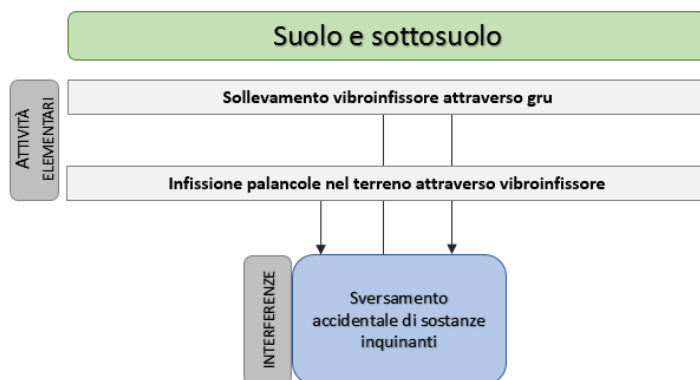 Suolo e sottosuolo
ATTIVITÀ
ELEMENTARI
Sollevamento vibroinfissore attraverso gru
Infissione palancole nel terreno attraverso vibroinfissore
INTERFERENZE
Sversamento
accidentale di sostanze
inquinanti